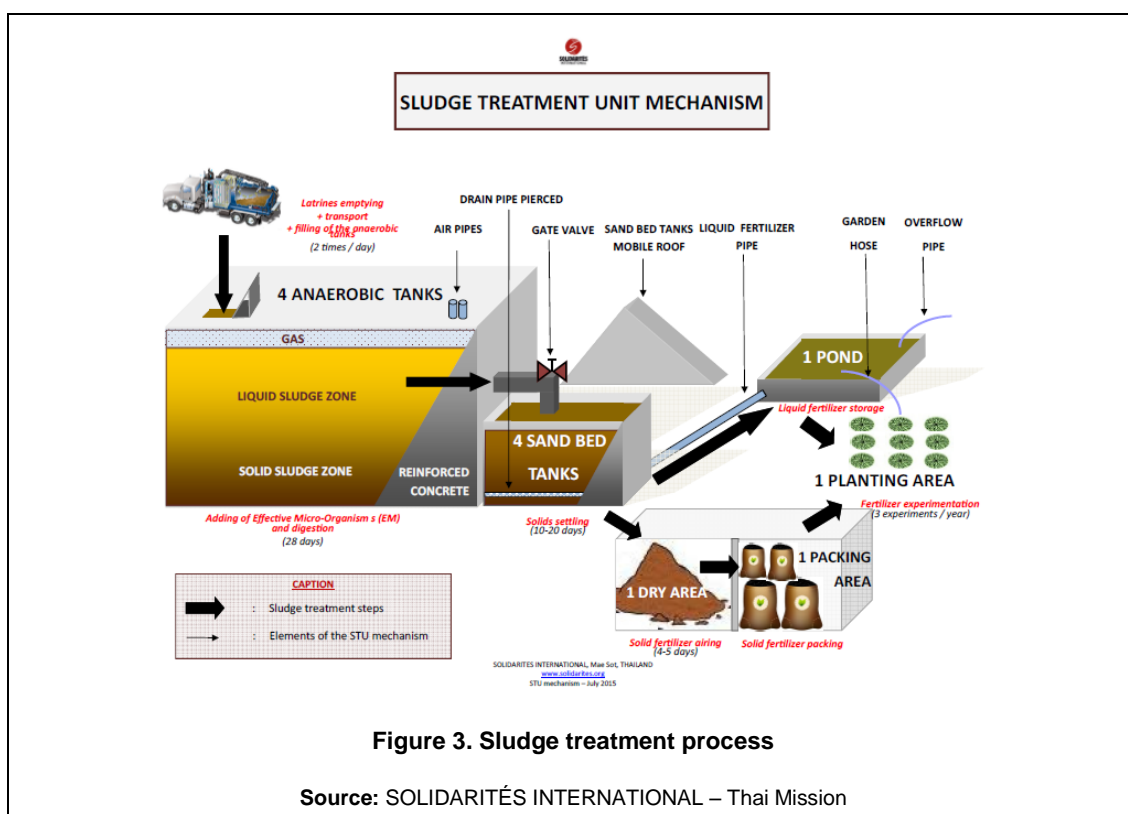 SOLIDARITÉS
INTERNATIONAL
SLUDGE TREATMENT UNIT MECHANISM
Latrines emptying
+ transport
+ filling of the anaerobic
tanks
(2 times / day)
DRAIN PIPE PIERCED
AIR PIPES
GATE VALVE
SAND BED TANKS
MOBILE ROOF
LIQUID FERTILIZER
PIPE
GARDEN
HOSE
OVERFLOW
PIPE
4 ANAEROBIC TANKS
GAS
LIQUID SLUDGE ZONE
SOLID SLUDGE ZONE
REINFORCED
CONCRETE
4 SAND BED
TANKS
1 POND
Liquid fertilizer storage
1 PLANTING AREA
Fertilizer experimentation
(3 experiments / year)
Adding of Effective Micro-Organism s (EM)
and digestion
(28 days)
Solids settling
(10-20 days)
1 DRY AREA
1 PACKING
AREA
Solid fertilizer airing
(4-5 days)
Solid fertilizer packing
CAPTION
: Sludge treatment steps
: Elements of the STU mechanism
SOLIDARITES INTERNATIONAL, Mae Sot, THAILAND
www.solidarites.org
STU mechanism – July 2015
Figure 3. Sludge treatment process
Source: SOLIDARITÉS INTERNATIONAL – Thai Mission